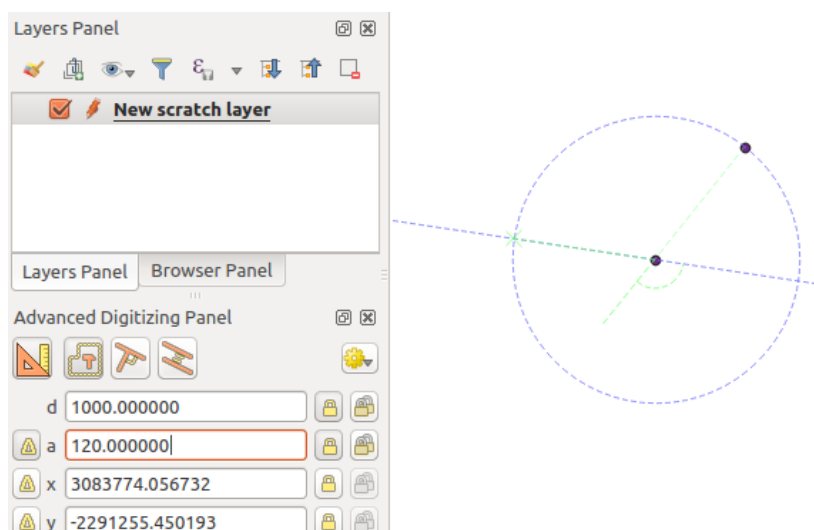 Layers Panel
New scratch layer
Layers Panel
Browser Panel
Advanced Digitizing Panel
d 1000.000000
a 120.000000
x 3083774.056732
y -2291255.450193